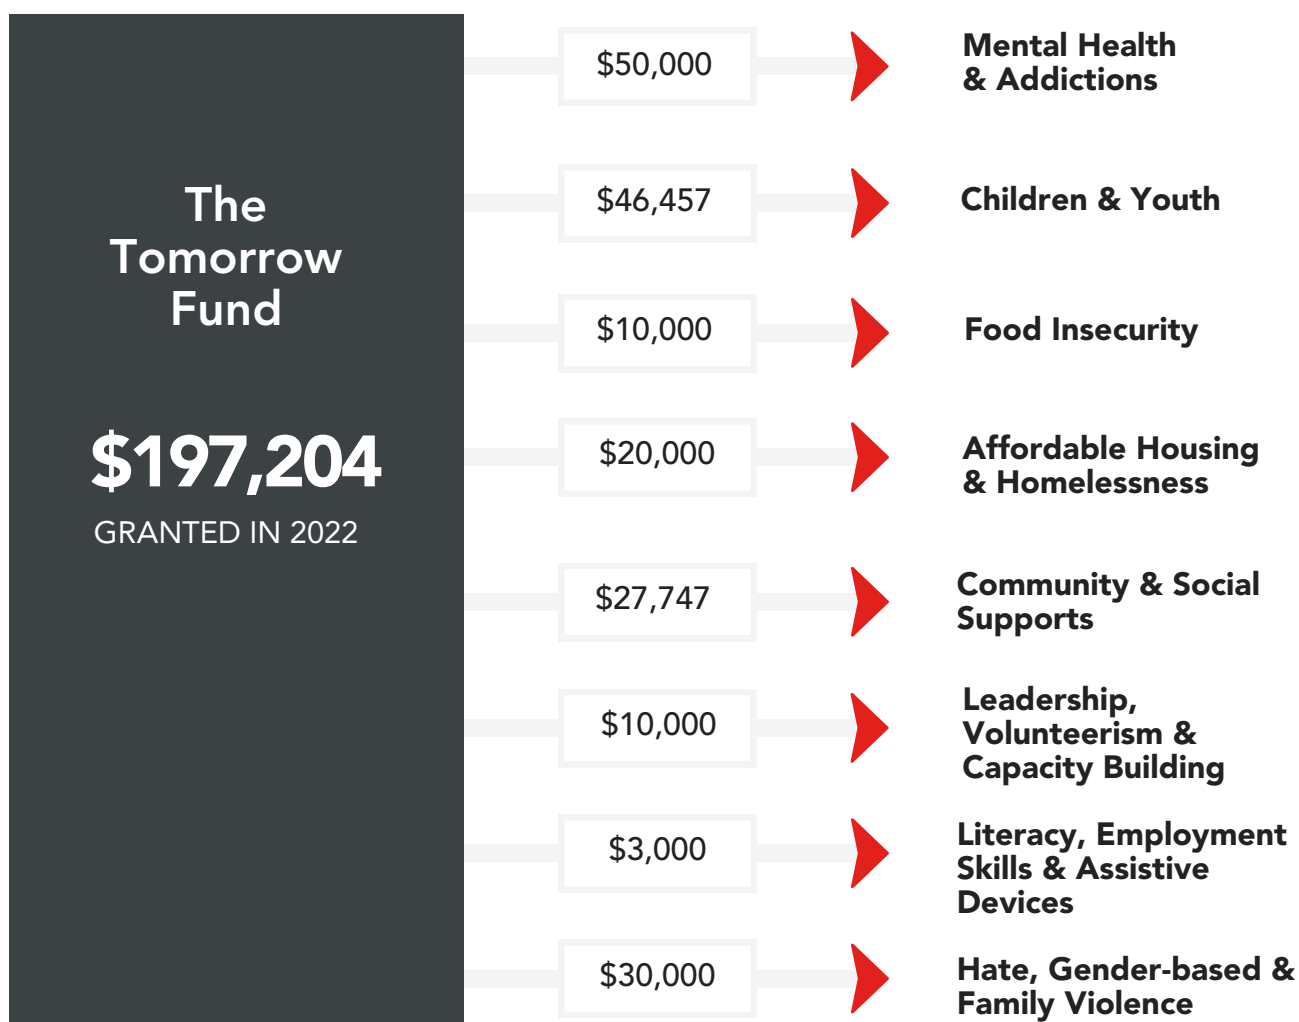 The
Tomorrow
Fund
$197,204
GRANTED IN 2022
$50,000
Mental Health
& Addictions
$46,457
Children & Youth
$10,000
Food Insecurity
$20,000
Affordable Housing
& Homelessness
$27,747
Community & Social
Supports
$10,000
Leadership,
Volunteerism &
Capacity Building
$3,000
Literacy, Employment
Skills & Assistive
Devices
$30,000
Hate, Gender-based &
Family Violence